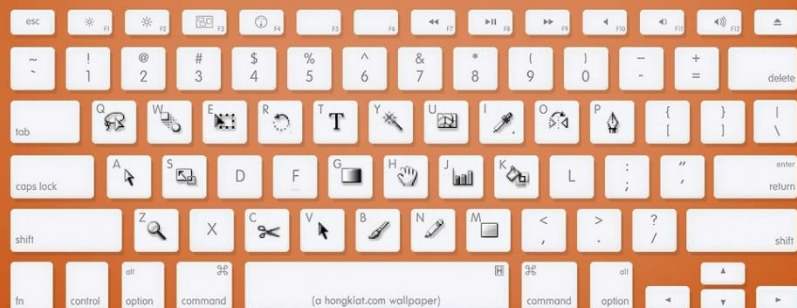 esc F1 F2 F3 F4 F5 F6 F7 F8 F9 F10 F11 F12
~ ! @ # $ % ^ & * ( ) _ +
` 1 2 3 4 5 6 7 8 9 0 - = delete
Q W E R T Y U I O P { } |
tab [ ] \
A S D F G H J K L : " enter
caps lock ; ' return
Z X C V B N M < > ?
shift , . / shift
alt ⌘ H ⌘ alt
fn control option command (a hongkiat.com wallpaper) command option